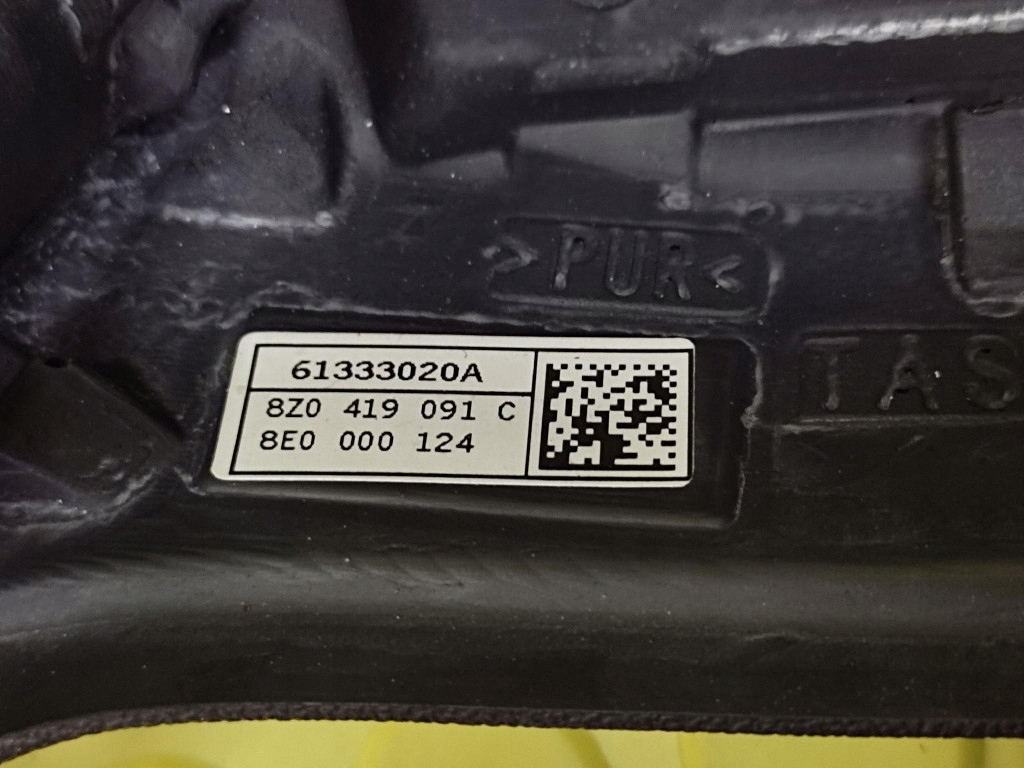 >PUR<
TAS
61333020A
8Z0 419 091 C
8E0 000 124